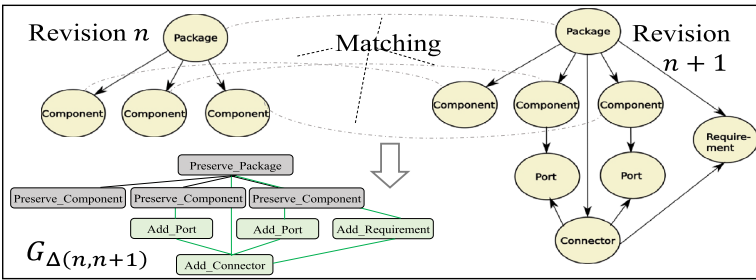 Revision n
Package
Component
Component
Component
Matching
Package
Revision
n + 1
Component
Component
Component
Require-
ment
Port
Port
Connector
Preserve_Package
Preserve_Component
Preserve_Component
Preserve_Component
Add_Port
Add_Port
Add_Requirement
Add_Connector
G_Δ(n,n+1)